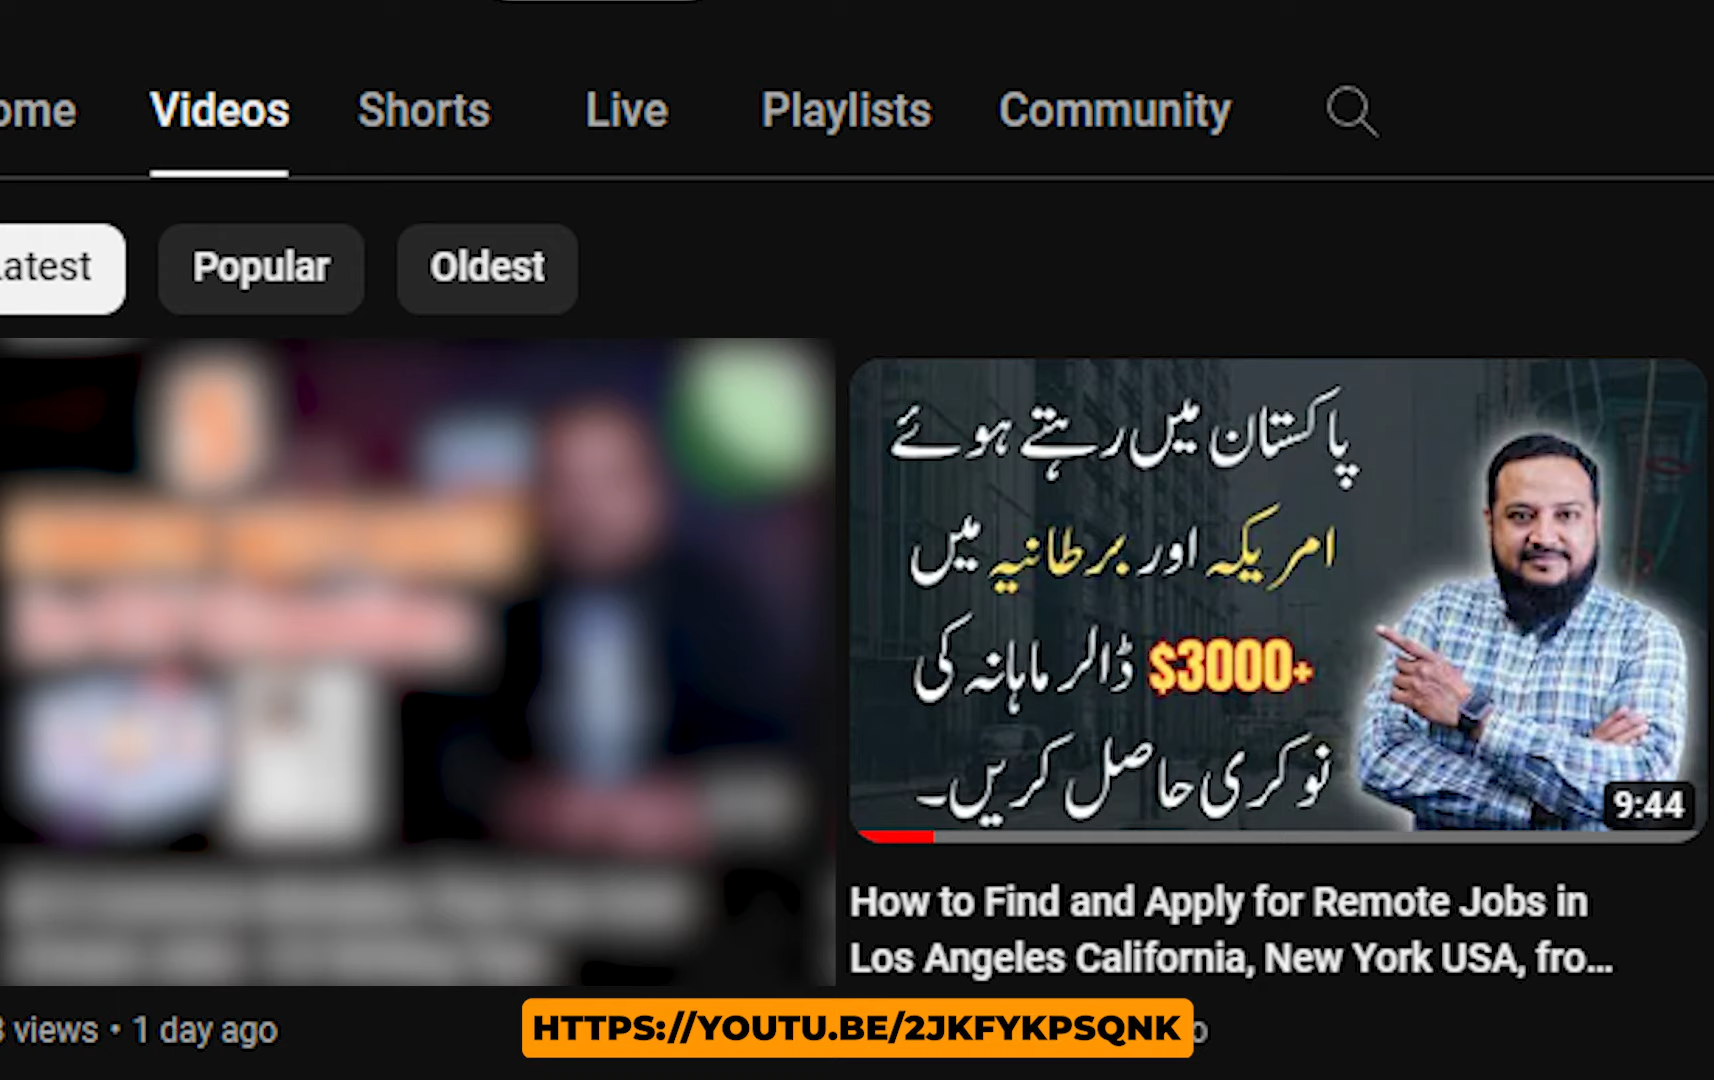 ome Videos Shorts Live Playlists Community
atest Popular Oldest
پاکستان میں رہتے ہوئے
امریکہ اور برطانیہ میں
$3000+ ڈالر ماہانہ کی
نوکری حاصل کریں۔
9:44
How to Find and Apply for Remote Jobs in
Los Angeles California, New York USA, fro...
views • 1 day ago
HTTPS://YOUTU.BE/2JKFYKPSQNK